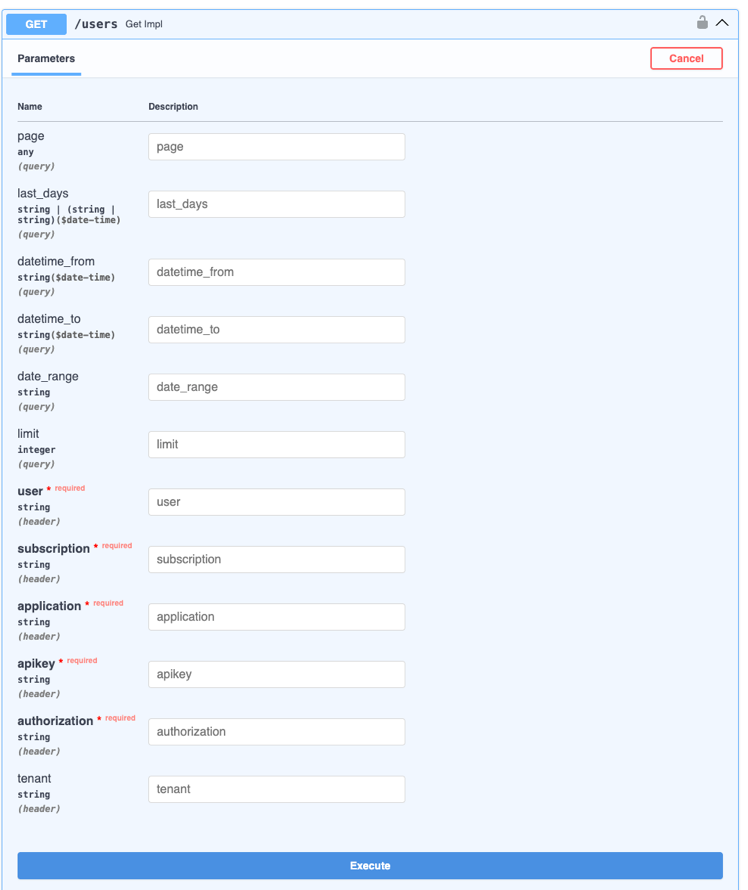 GET /users Get Impl
Parameters Cancel
Name Description
page
any
(query)
page
last_days
string | (string |
string)($date-time)
(query)
last_days
datetime_from
string($date-time)
(query)
datetime_from
datetime_to
string($date-time)
(query)
datetime_to
date_range
string
(query)
date_range
limit
integer
(query)
limit
user * required
string
(header)
user
subscription * required
string
(header)
subscription
application * required
string
(header)
application
apikey * required
string
(header)
apikey
authorization * required
string
(header)
authorization
tenant
string
(header)
tenant
Execute